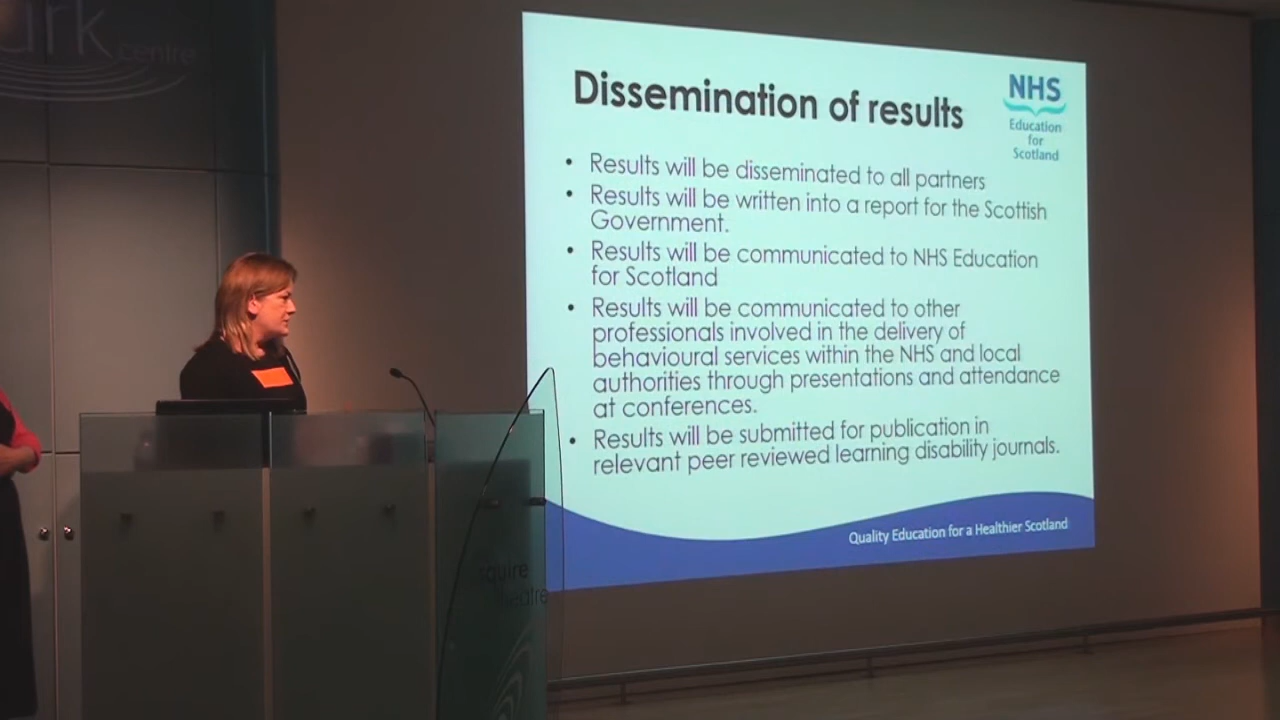 centre
Dissemination of results
NHS
Education
for
Scotland
• Results will be disseminated to all partners
• Results will be written into a report for the Scottish
Government.
• Results will be communicated to NHS Education
for Scotland
• Results will be communicated to other
professionals involved in the delivery of
behavioural services within the NHS and local
authorities through presentations and attendance
at conferences.
• Results will be submitted for publication in
relevant peer reviewed learning disability journals.
Quality Education for a Healthier Scotland